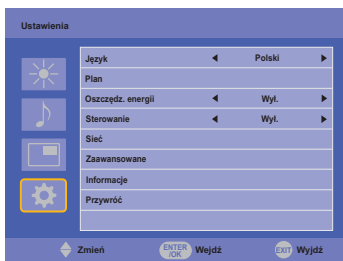 Ustawienia
Język Polski
Plan
Oszczędz. energii Wył.
Sterowanie Wył.
Sieć
Zaawansowane
Informacje
Przywróć
Zmień ENTER /OK Wejdź EXIT Wyjdź